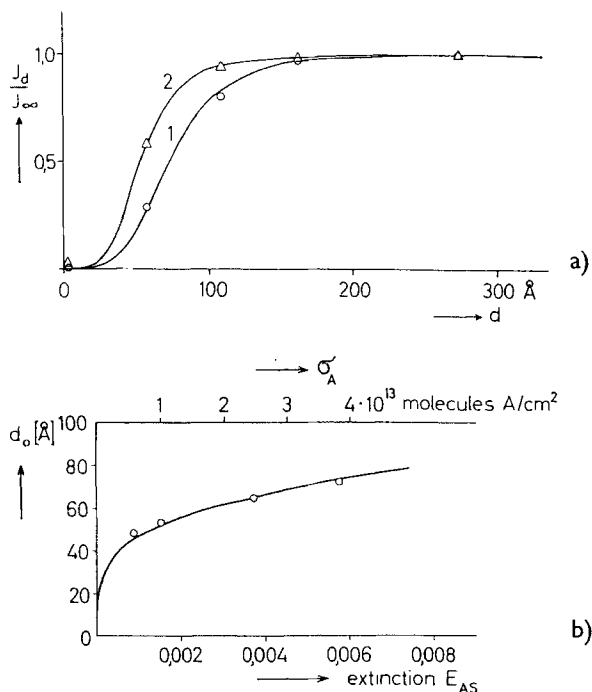 J_d
J_∞
1,0
0,5
2
1
0
100
200
300 Å
d
a)
σ_A
1
2
3
4·10^13 molecules A/cm²
d_o [Å]
100
80
60
40
20
0
0,002
0,004
0,006
0,008
extinction E_AS
b)